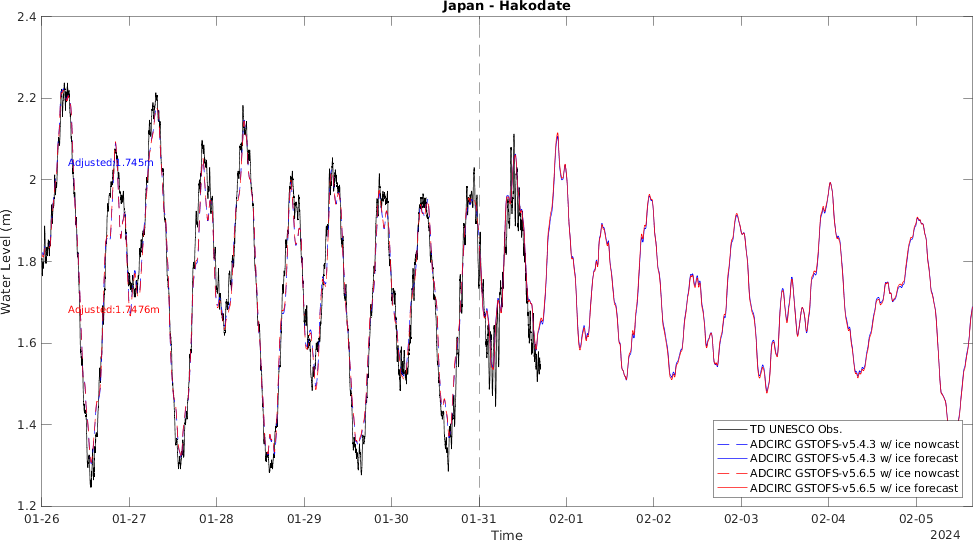 Japan - Hakodate
2.4
2.2
2
1.8
1.6
1.4
1.2
Water Level (m)
Adjusted:1.745m
Adjusted:1.7476m
TD UNESCO Obs.
ADCIRC GSTOFS-v5.4.3 w/ ice nowcast
ADCIRC GSTOFS-v5.4.3 w/ ice forecast
ADCIRC GSTOFS-v5.6.5 w/ ice nowcast
ADCIRC GSTOFS-v5.6.5 w/ ice forecast
01-26 01-27 01-28 01-29 01-30 01-31 02-01 02-02 02-03 02-04 02-05
Time
2024